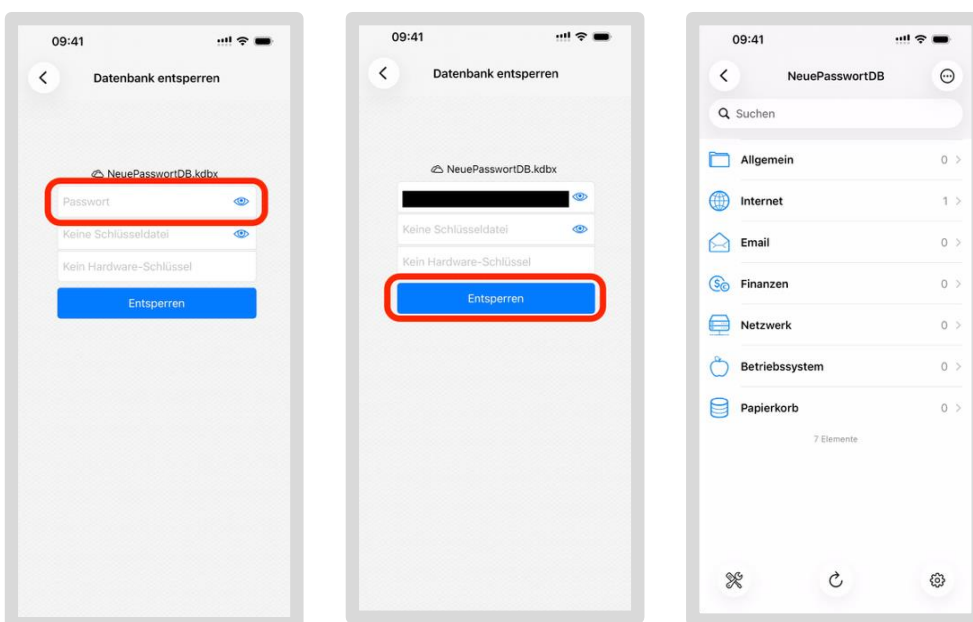 09:41
Datenbank entsperren
NeuePasswortDB.kdbx
Passwort
Keine Schlüsseldatei
Kein Hardware-Schlüssel
Entsperren
09:41
Datenbank entsperren
NeuePasswortDB.kdbx
Keine Schlüsseldatei
Kein Hardware-Schlüssel
Entsperren
09:41
NeuePasswortDB
Suchen
Allgemein 0
Internet 1
Email 0
Finanzen 0
Netzwerk 0
Betriebssystem 0
Papierkorb 0
7 Elemente